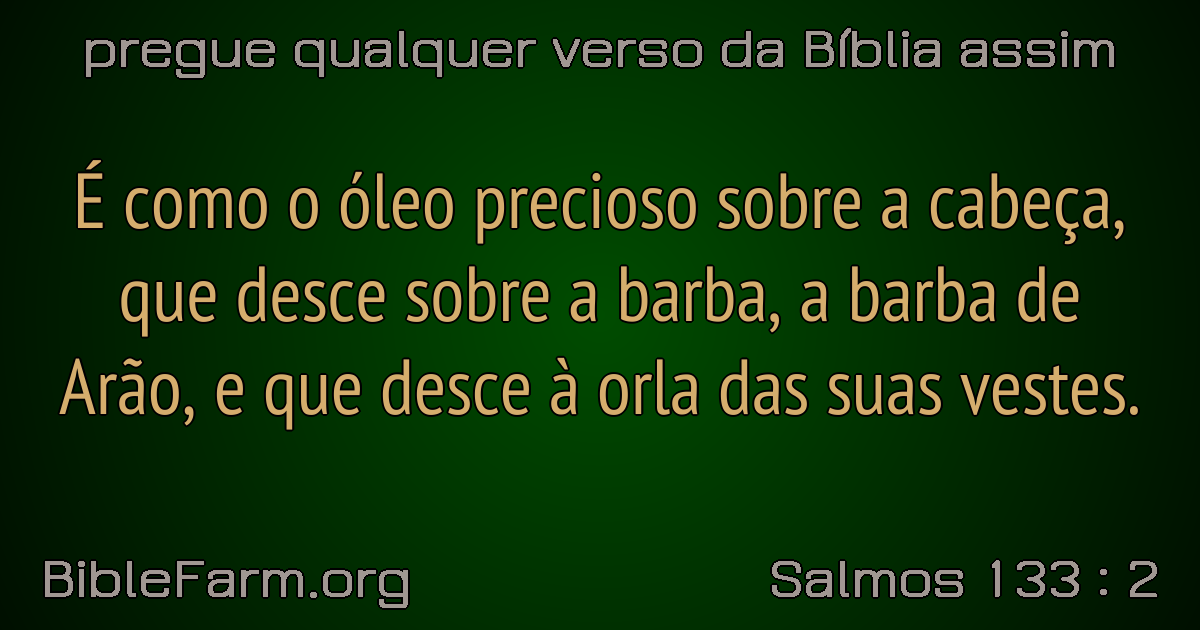 pregue qualquer verso da Bíblia assim
É como o óleo precioso sobre a cabeça,
que desce sobre a barba, a barba de
Arão, e que desce à orla das suas vestes.
BibleFarm.org
Salmos 133 : 2